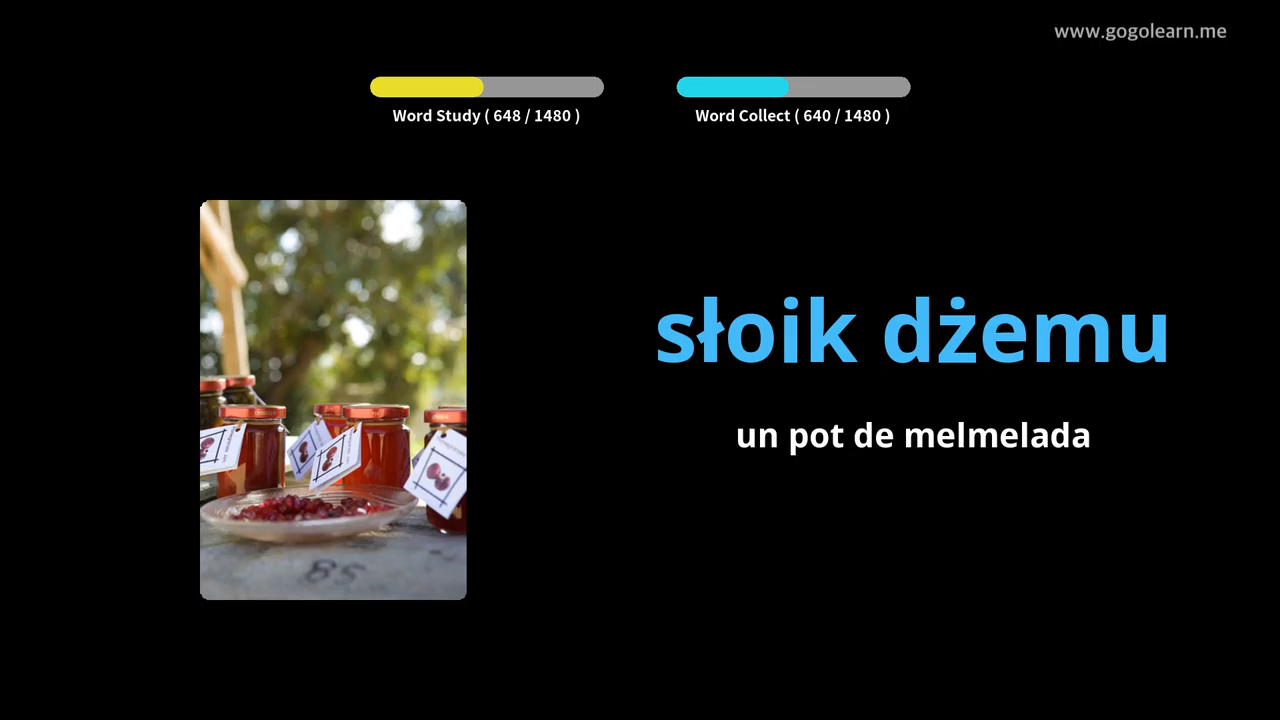 www.gogolearn.me
Word Study ( 648 / 1480 )
Word Collect ( 640 / 1480 )
słoik dżemu
un pot de melmelada
85